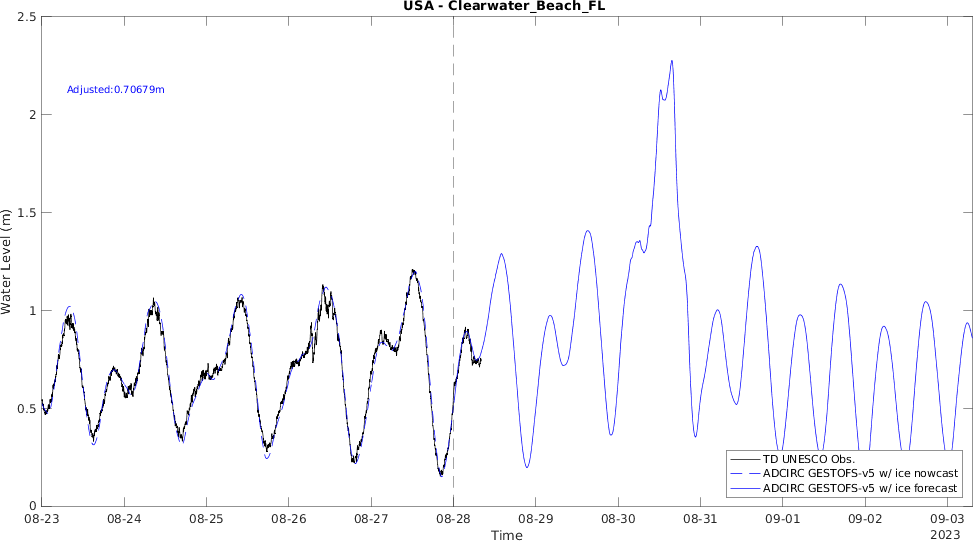 USA - Clearwater_Beach_FL
2.5
Adjusted:0.70679m
2
1.5
Water Level (m)
1
0.5
0
TD UNESCO Obs.
ADCIRC GESTOFS-v5 w/ ice nowcast
ADCIRC GESTOFS-v5 w/ ice forecast
08-23 08-24 08-25 08-26 08-27 08-28 08-29 08-30 08-31 09-01 09-02 09-03
Time
2023